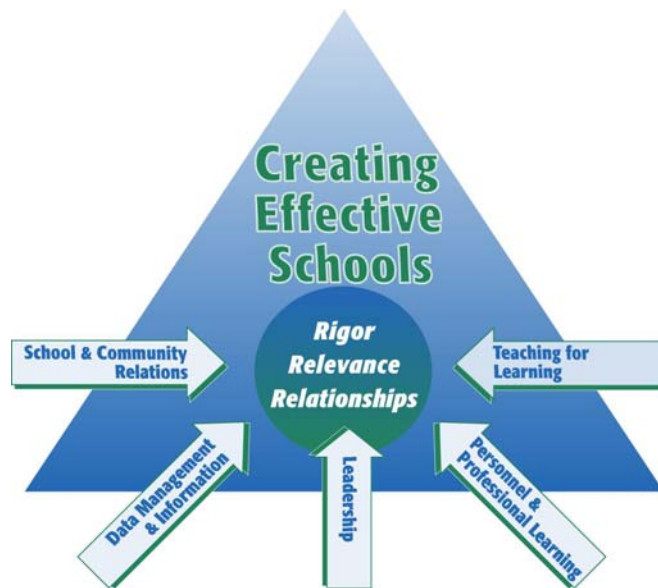 Creating
Effective
Schools
Rigor
Relevance
Relationships
School & Community
Relations
Teaching for
Learning
Data Management
& Information
Leadership
Personnel &
Professional Learning